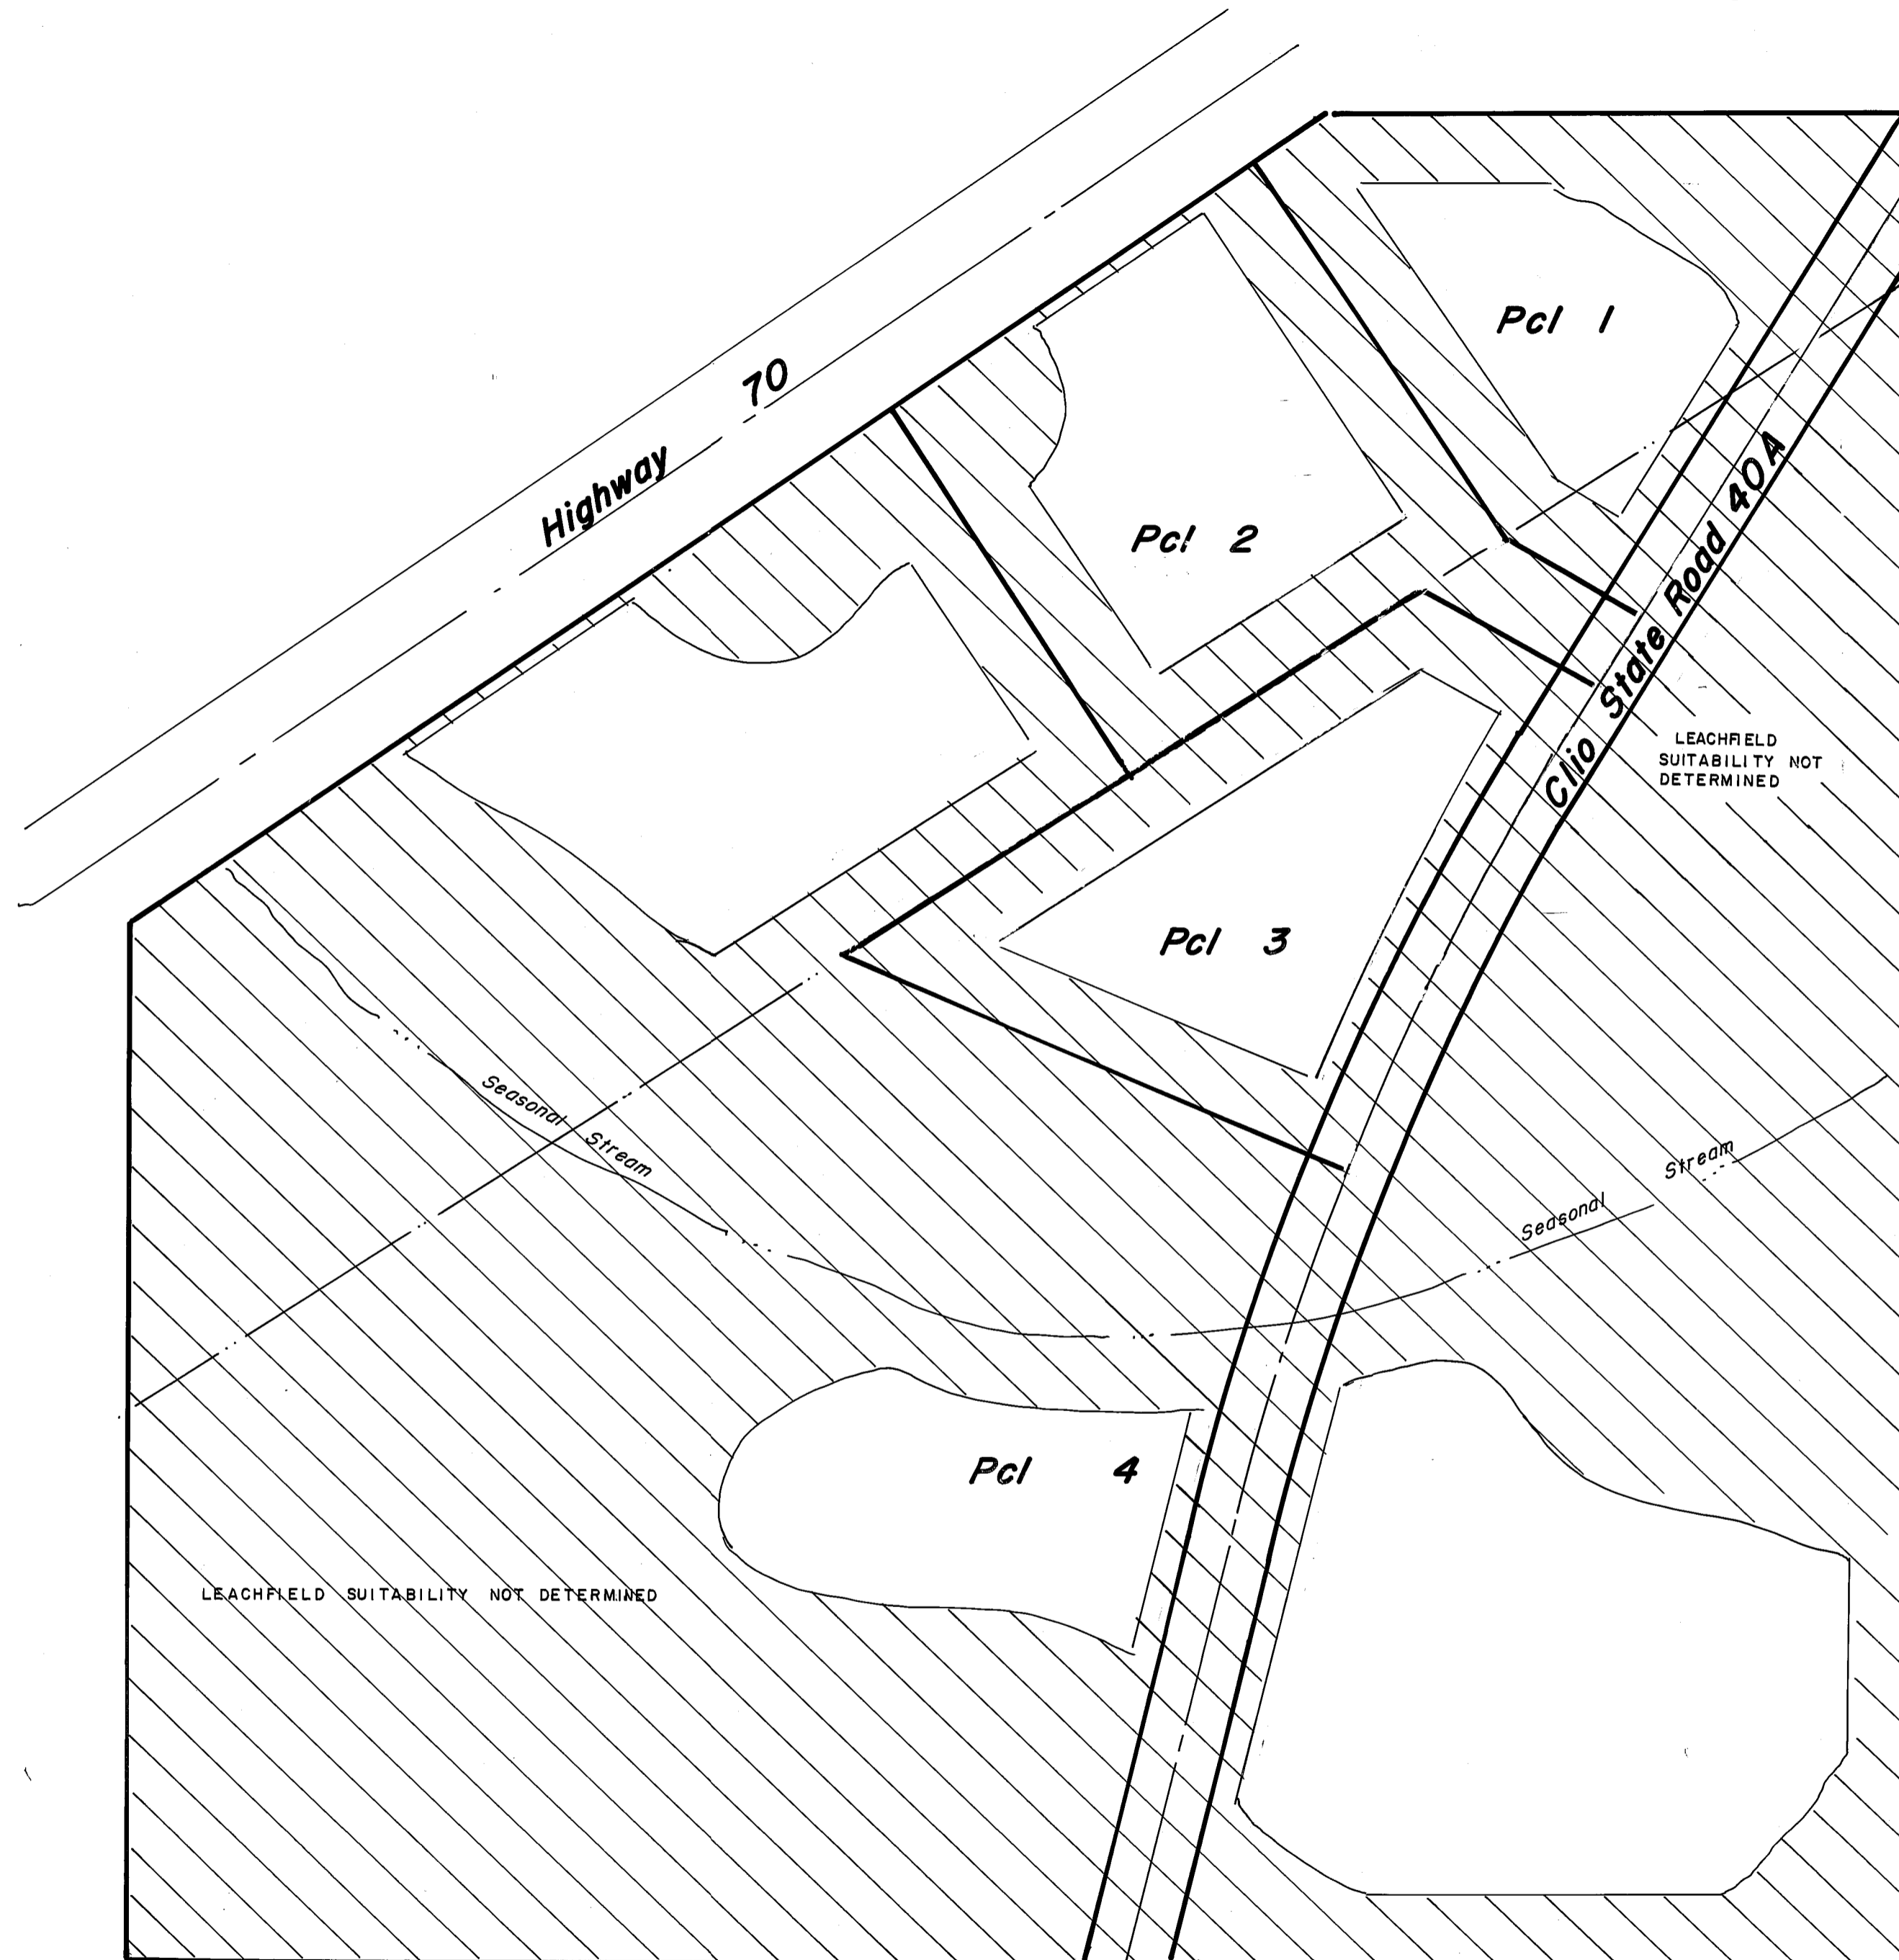 Highway 70
Pcl 1
Pcl 2
Clio State Road 40A
LEACHFIELD
SUITABILITY NOT
DETERMINED
Pcl 3
Seasonal Stream
Seasonal Stream
Pcl 4
LEACHFIELD SUITABILITY NOT DETERMINED